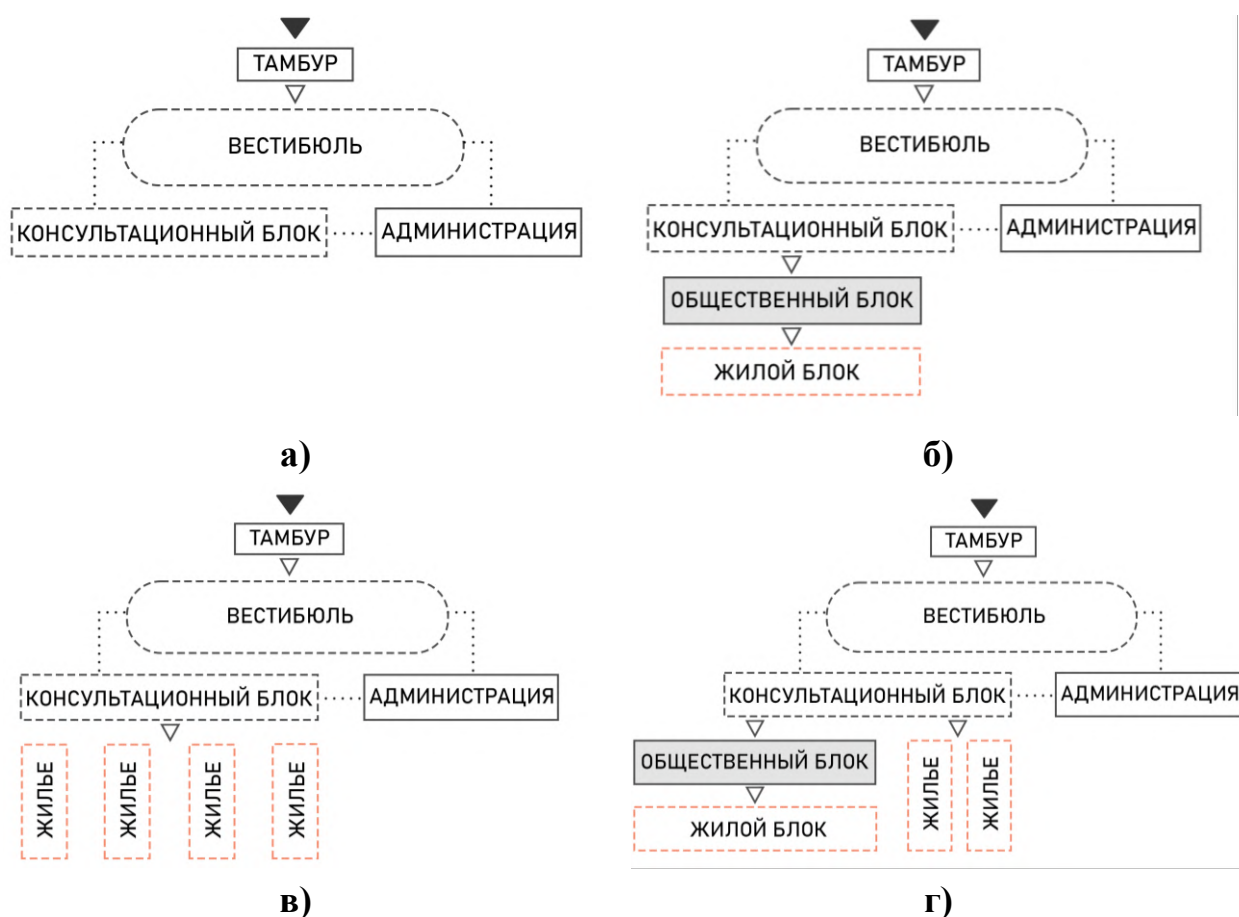 ТАМБУР
ВЕСТИБЮЛЬ
КОНСУЛЬТАЦИОННЫЙ БЛОК
АДМИНИСТРАЦИЯ
а)
ТАМБУР
ВЕСТИБЮЛЬ
КОНСУЛЬТАЦИОННЫЙ БЛОК
АДМИНИСТРАЦИЯ
ОБЩЕСТВЕННЫЙ БЛОК
ЖИЛОЙ БЛОК
б)
ТАМБУР
ВЕСТИБЮЛЬ
КОНСУЛЬТАЦИОННЫЙ БЛОК
АДМИНИСТРАЦИЯ
ЖИЛЬЕ
ЖИЛЬЕ
ЖИЛЬЕ
ЖИЛЬЕ
в)
ТАМБУР
ВЕСТИБЮЛЬ
КОНСУЛЬТАЦИОННЫЙ БЛОК
АДМИНИСТРАЦИЯ
ОБЩЕСТВЕННЫЙ БЛОК
ЖИЛОЙ БЛОК
ЖИЛЬЕ
ЖИЛЬЕ
г)